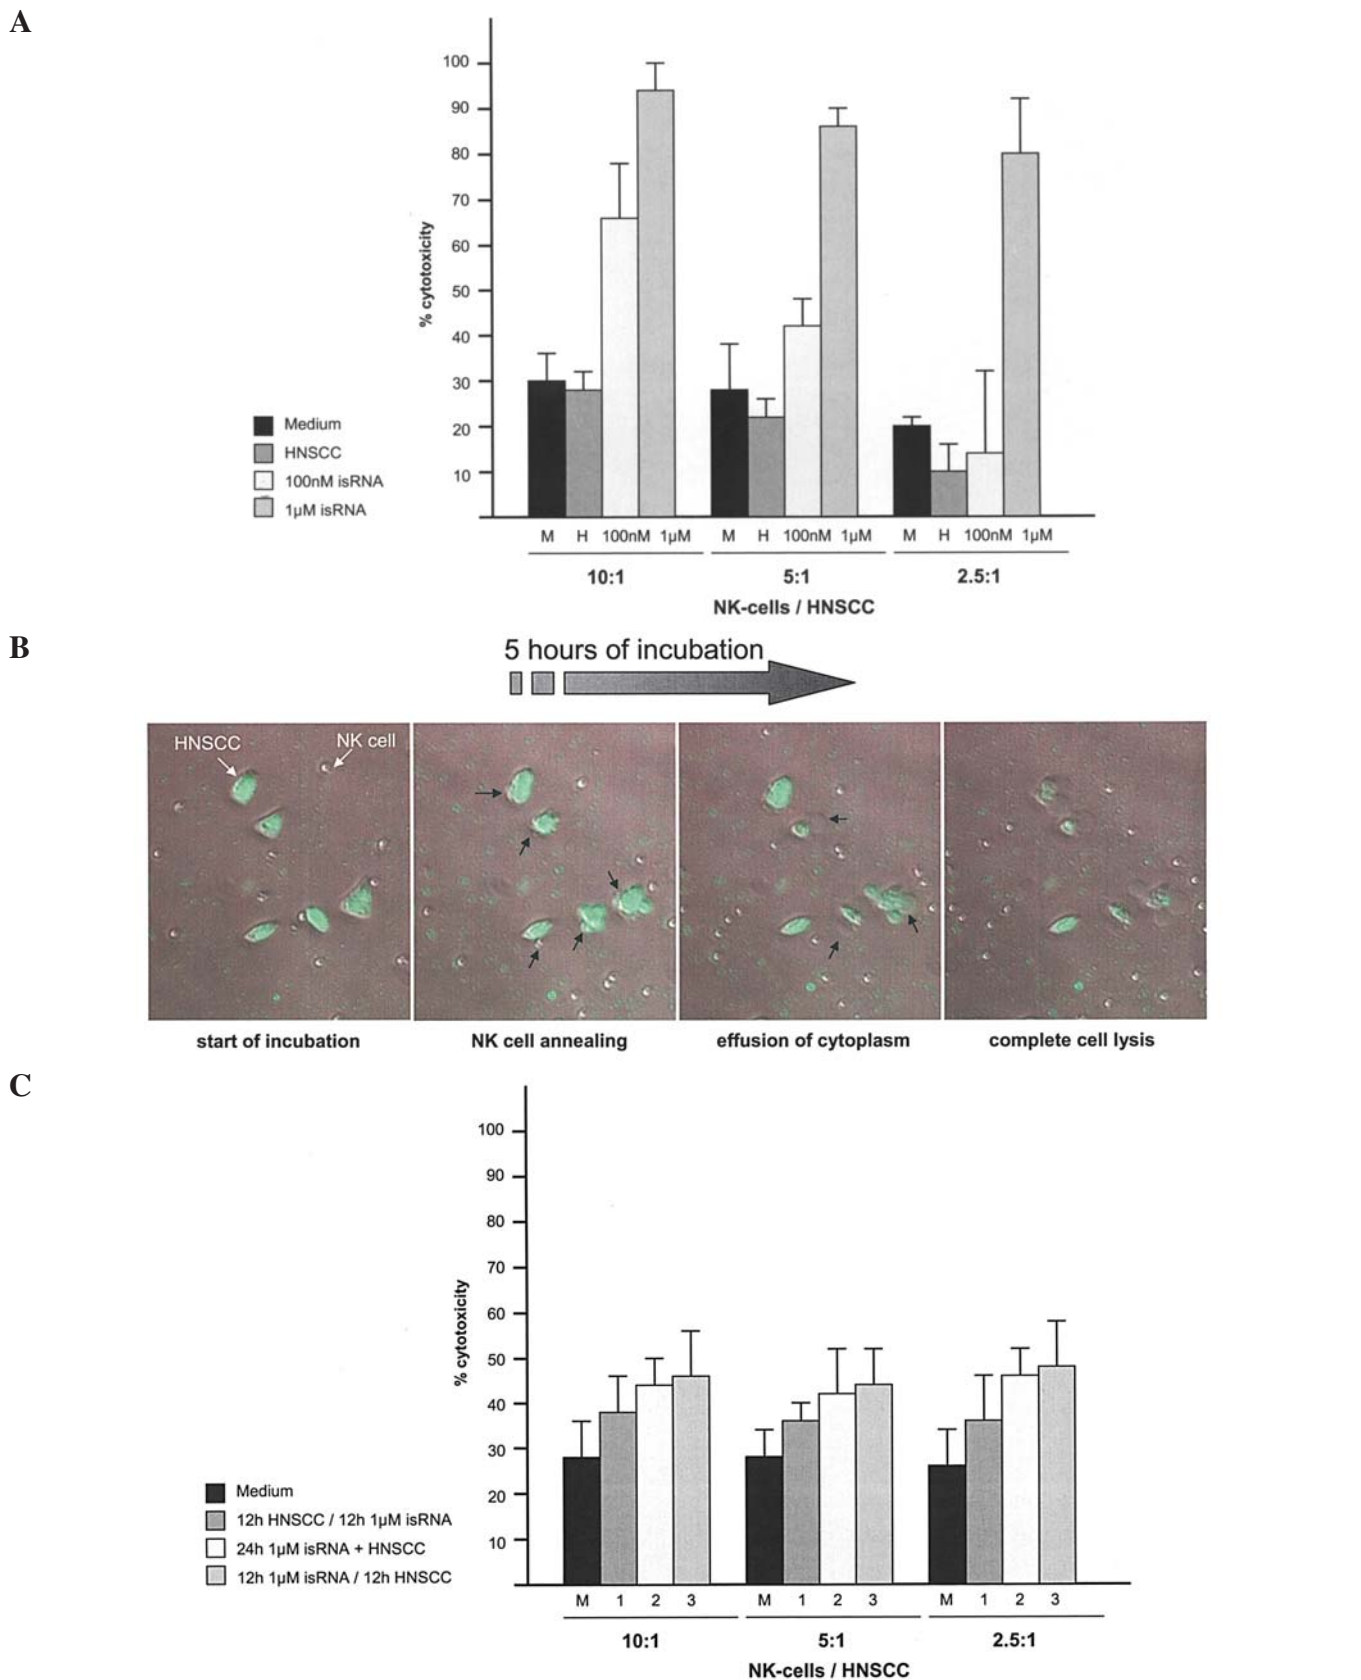 A
100
90
80
70
60
50
40
30
20
10
% cytotoxicity
Medium
HNSCC
100nM isRNA
1µM isRNA
M H 100nM 1µM M H 100nM 1µM M H 100nM 1µM
10:1 5:1 2.5:1
NK-cells / HNSCC
B
5 hours of incubation
HNSCC NK cell
start of incubation NK cell annealing effusion of cytoplasm complete cell lysis
C
100
90
80
70
60
50
40
30
20
10
% cytotoxicity
Medium
12h HNSCC / 12h 1µM isRNA
24h 1µM isRNA + HNSCC
12h 1µM isRNA / 12h HNSCC
M 1 2 3 M 1 2 3 M 1 2 3
10:1 5:1 2.5:1
NK-cells / HNSCC